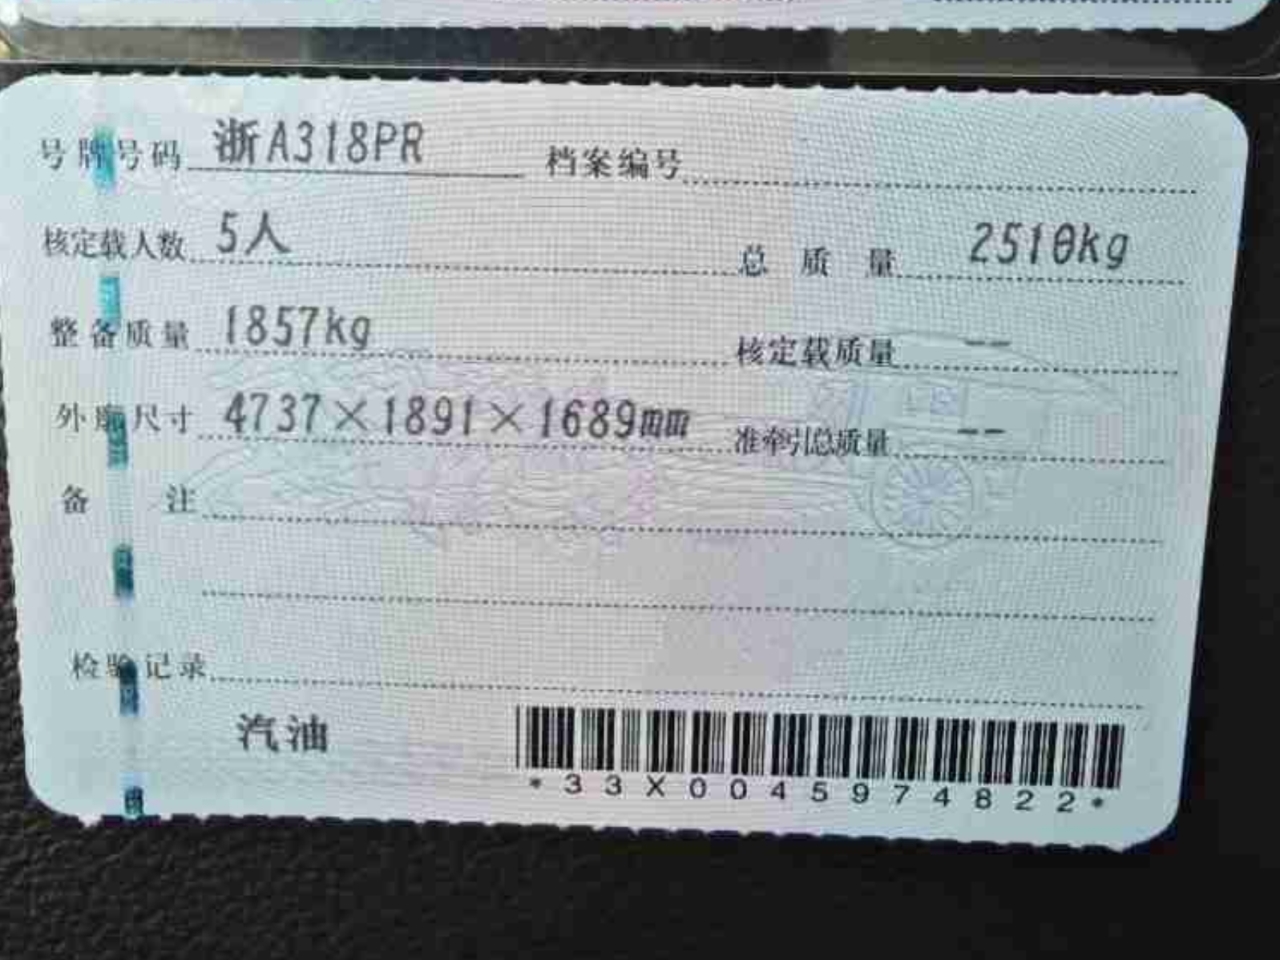 号牌号码 浙A318PR 档案编号
核定载人数 5人 总质量 2510kg
整备质量 1857kg 核定载质量 --
外廓尺寸 4737×1891×1689mm 准牵引总质量 --
备注
检验记录
汽油
*33X0045974822*